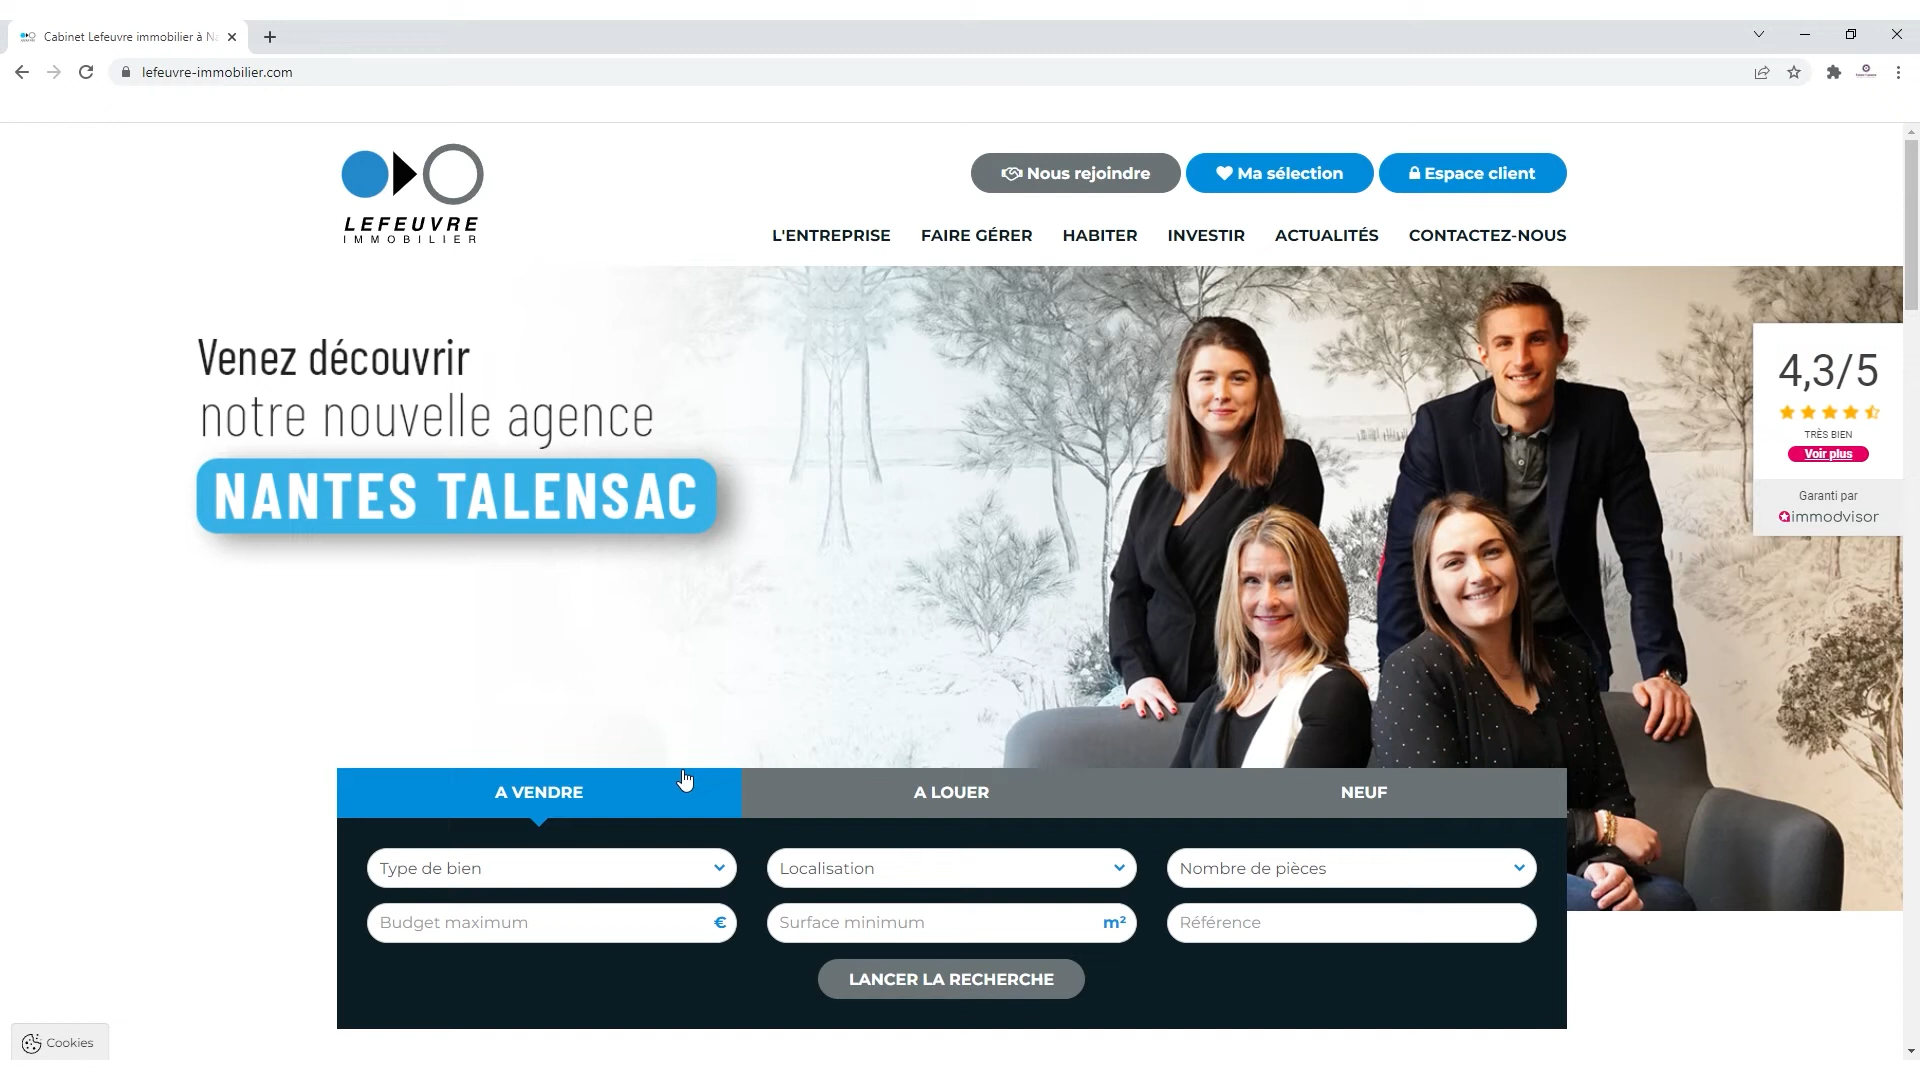 Cabinet Lefeuvre immobilier à Na
lefeuvre-immobilier.com
LEFEUVRE
IMMOBILIER
Nous rejoindre
Ma sélection
Espace client
L'ENTREPRISE
FAIRE GÉRER
HABITER
INVESTIR
ACTUALITÉS
CONTACTEZ-NOUS
Venez découvrir
notre nouvelle agence
NANTES TALENSAC
4,3/5
TRÈS BIEN
Voir plus
Garanti par
immodvisor
A VENDRE
A LOUER
NEUF
Type de bien
Localisation
Nombre de pièces
Budget maximum €
Surface minimum m²
Référence
LANCER LA RECHERCHE
Cookies